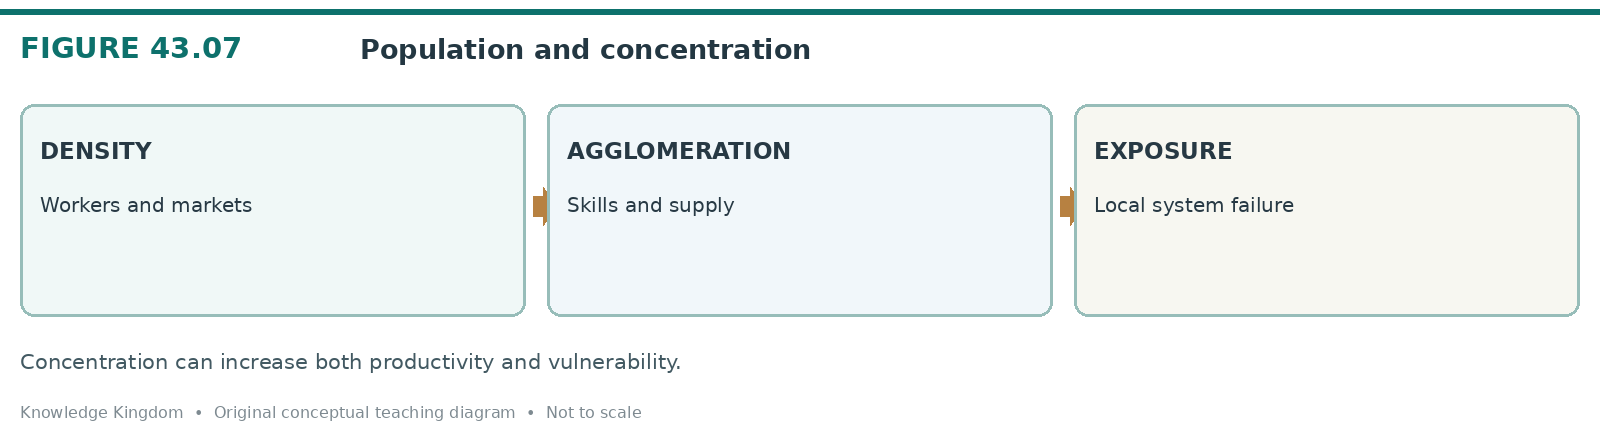 FIGURE 43.07 Population and concentration
DENSITY
Workers and markets
AGGLOMERATION
Skills and supply
EXPOSURE
Local system failure
Concentration can increase both productivity and vulnerability.
Knowledge Kingdom • Original conceptual teaching diagram • Not to scale